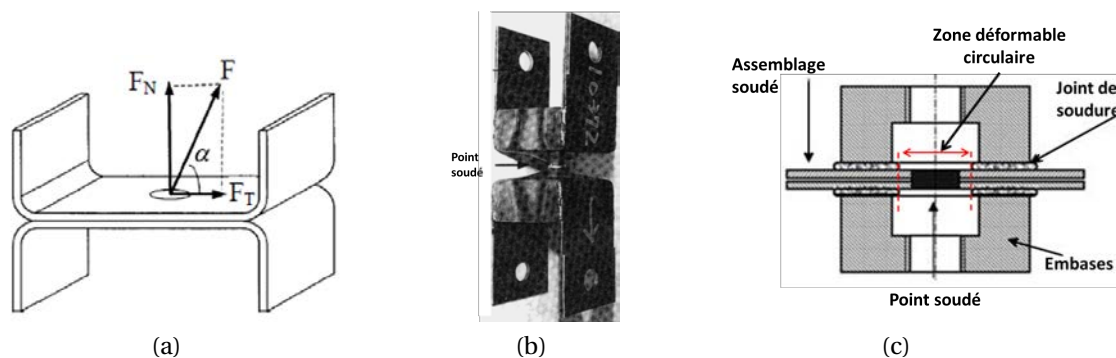 F_N
F
α
F_T
(a)
Point
soudé
(b)
Zone déformable
circulaire
Assemblage
soudé
Joint de
soudure
Embases
Point soudé
(c)